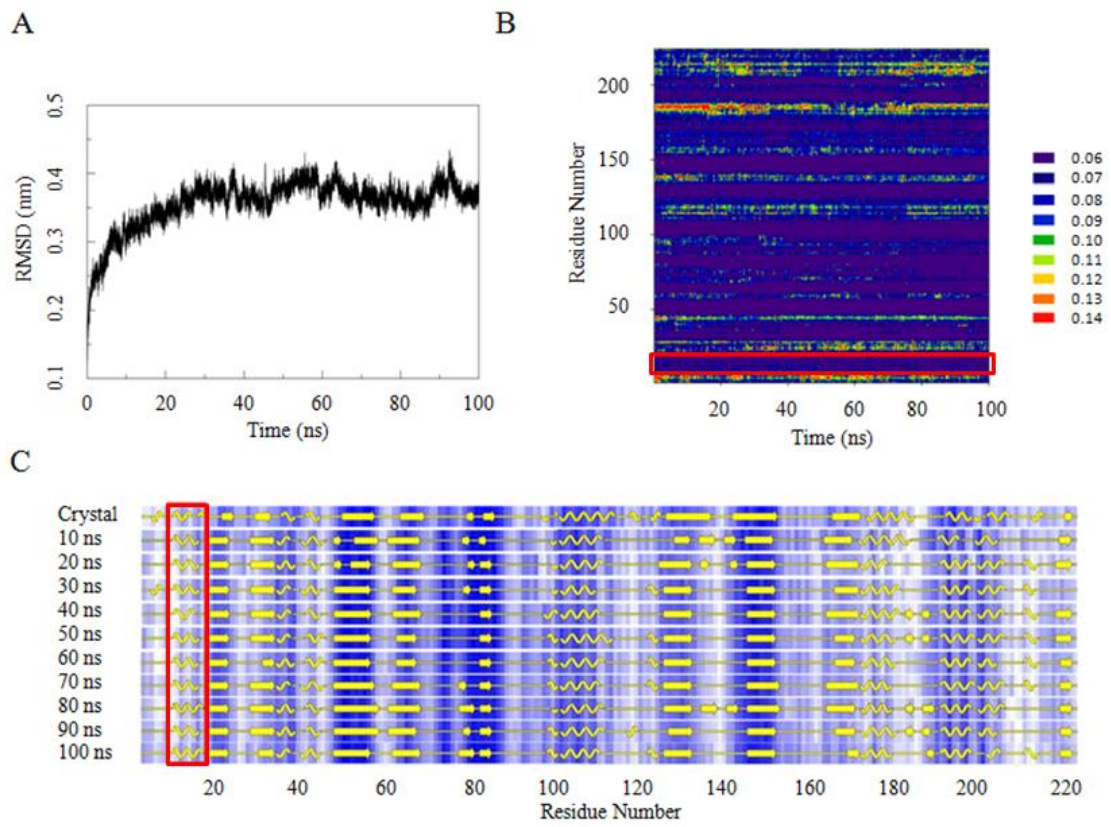 A
B
0.5
0.4
0.3
0.2
0.1
RMSD (nm)
0 20 40 60 80 100
Time (ns)
200
150
100
50
Residue Number
20 40 60 80 100
Time (ns)
0.06
0.07
0.08
0.09
0.10
0.11
0.12
0.13
0.14
C
Crystal
10 ns
20 ns
30 ns
40 ns
50 ns
60 ns
70 ns
80 ns
90 ns
100 ns
20 40 60 80 100 120 140 160 180 200 220
Residue Number